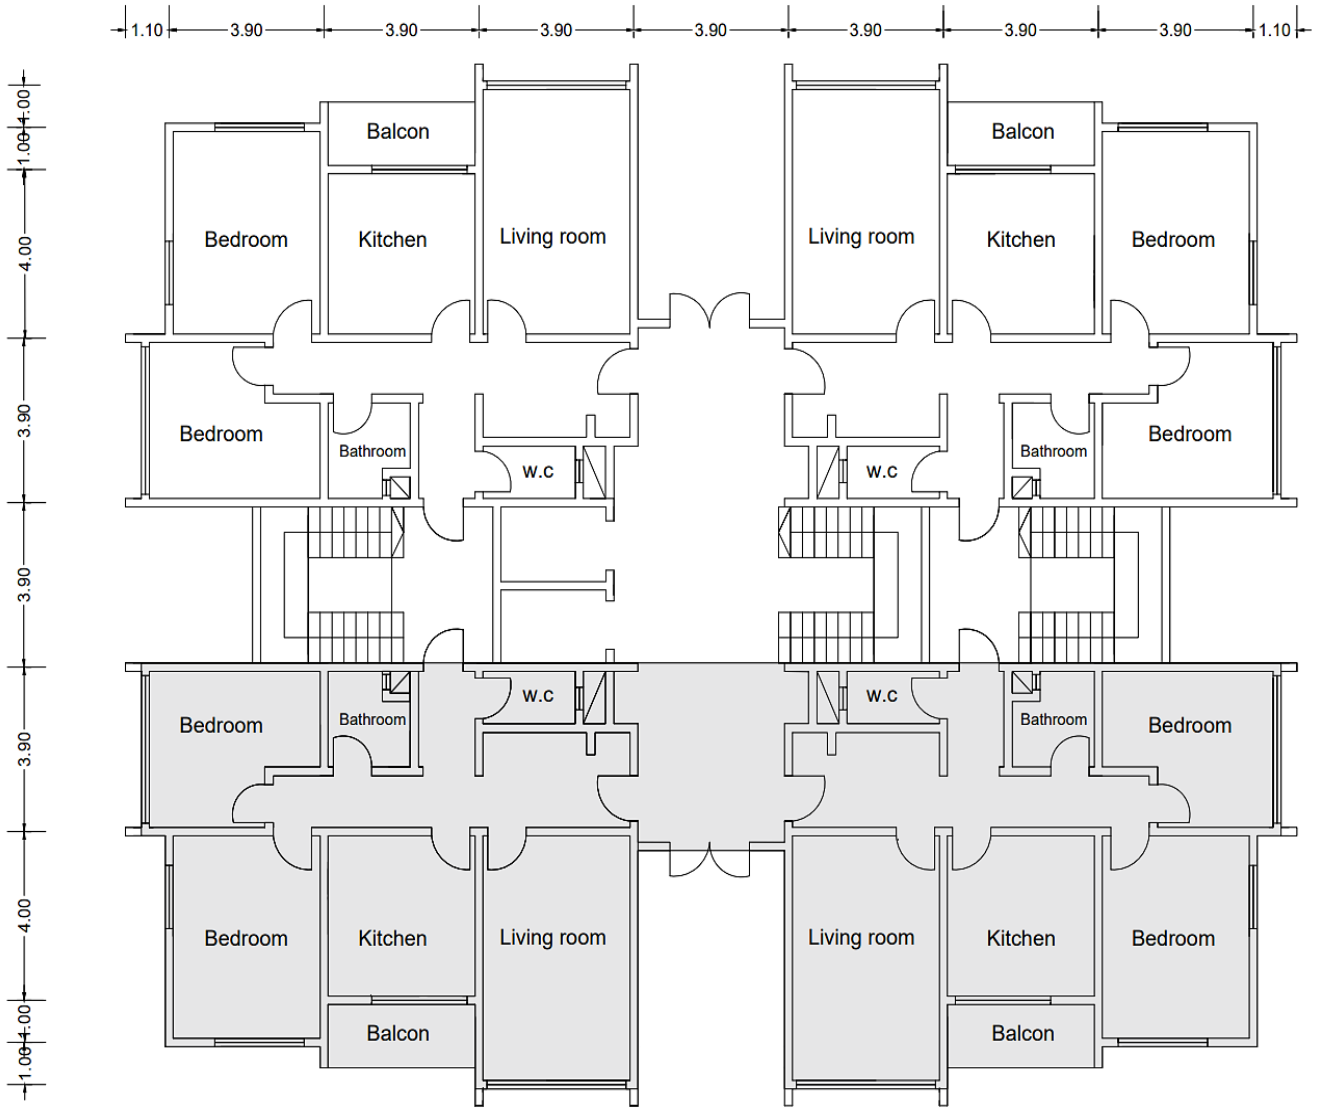 1.10 3.90 3.90 3.90 3.90 3.90 3.90 3.90 1.10
1.00
Balcon Balcon
1.00
Bedroom Kitchen Living room Living room Kitchen Bedroom
4.00
3.90
Bedroom Bathroom W.C W.C Bathroom Bedroom
3.90
Bedroom Bathroom W.C W.C Bathroom Bedroom
3.90
4.00
Bedroom Kitchen Living room Living room Kitchen Bedroom
1.00
Balcon Balcon
1.00